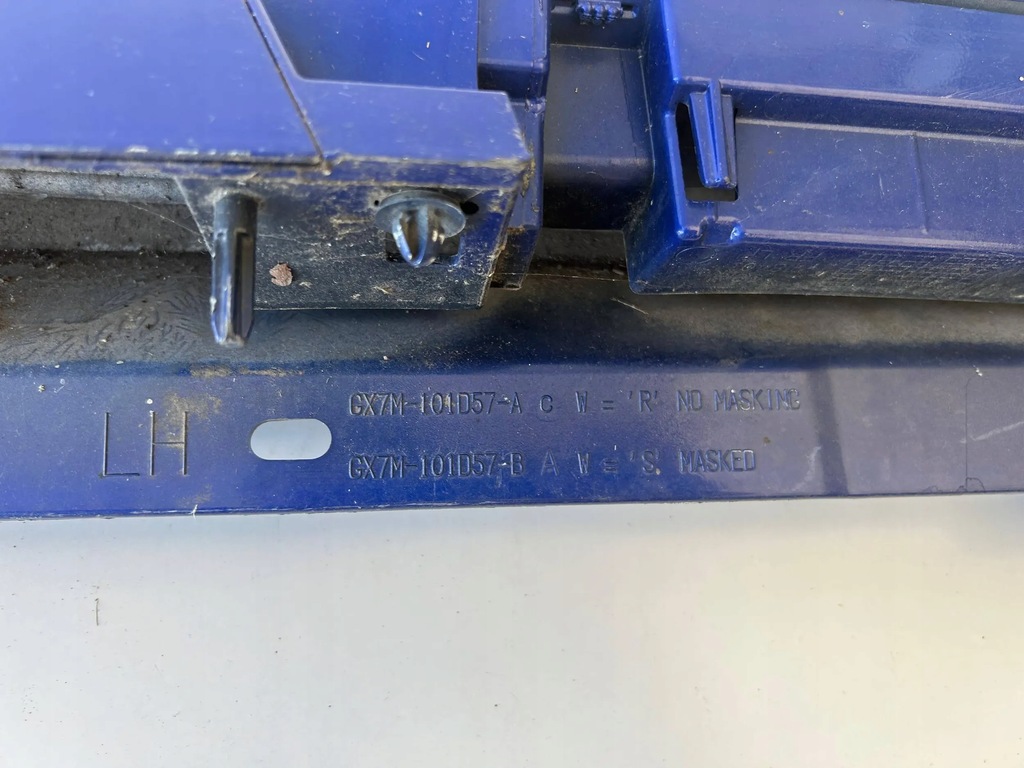 LH
GX7M-101D57-A C W = 'R' NO MASKING
GX7M-101D57-B A W = 'S' MASKED